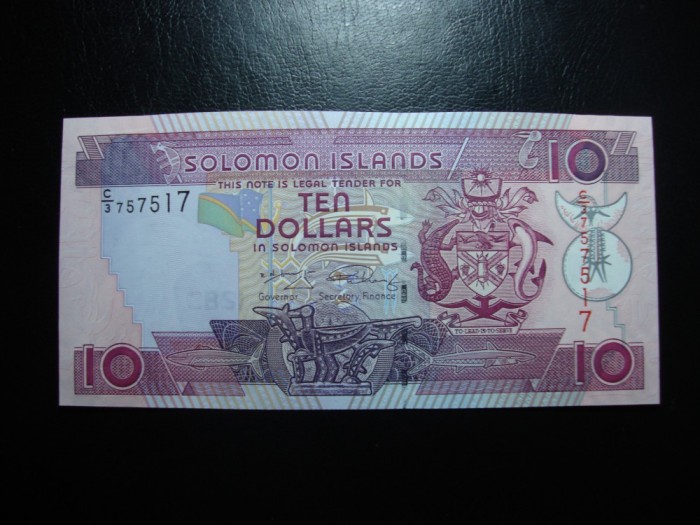 SOLOMON ISLANDS
10
THIS NOTE IS LEGAL TENDER FOR
C/3 757517
TEN
DOLLARS
IN SOLOMON ISLANDS
C/3 757517
Governor Secretary, Finance
TO LEAD IS TO SERVE
10
10